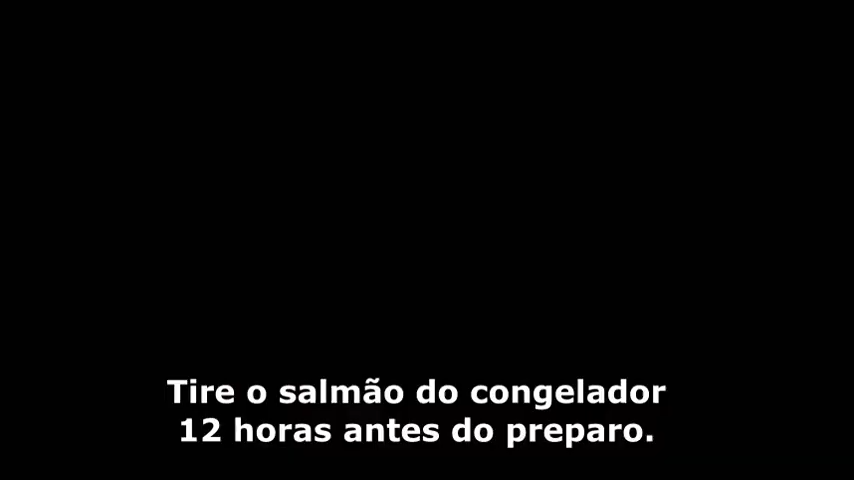 Tire o salmão do congelador
12 horas antes do preparo.